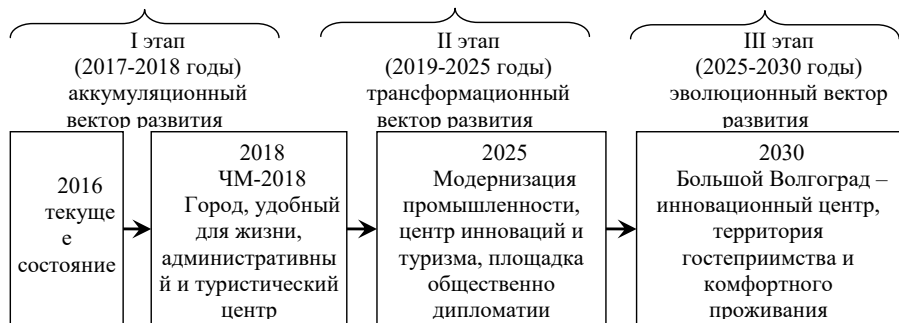 I этап
(2017-2018 годы)
аккумуляционный
вектор развития
II этап
(2019-2025 годы)
трансформационный
вектор развития
III этап
(2025-2030 годы)
эволюционный вектор
развития
2016
текуще
е
состояние
2018
ЧМ-2018
Город, удобный
для жизни,
административны
й и туристический
центр
2025
Модернизация
промышленности,
центр инноваций и
туризма, площадка
общественно
дипломатии
2030
Большой Волгоград –
инновационный центр,
территория
гостеприимства и
комфортного
проживания